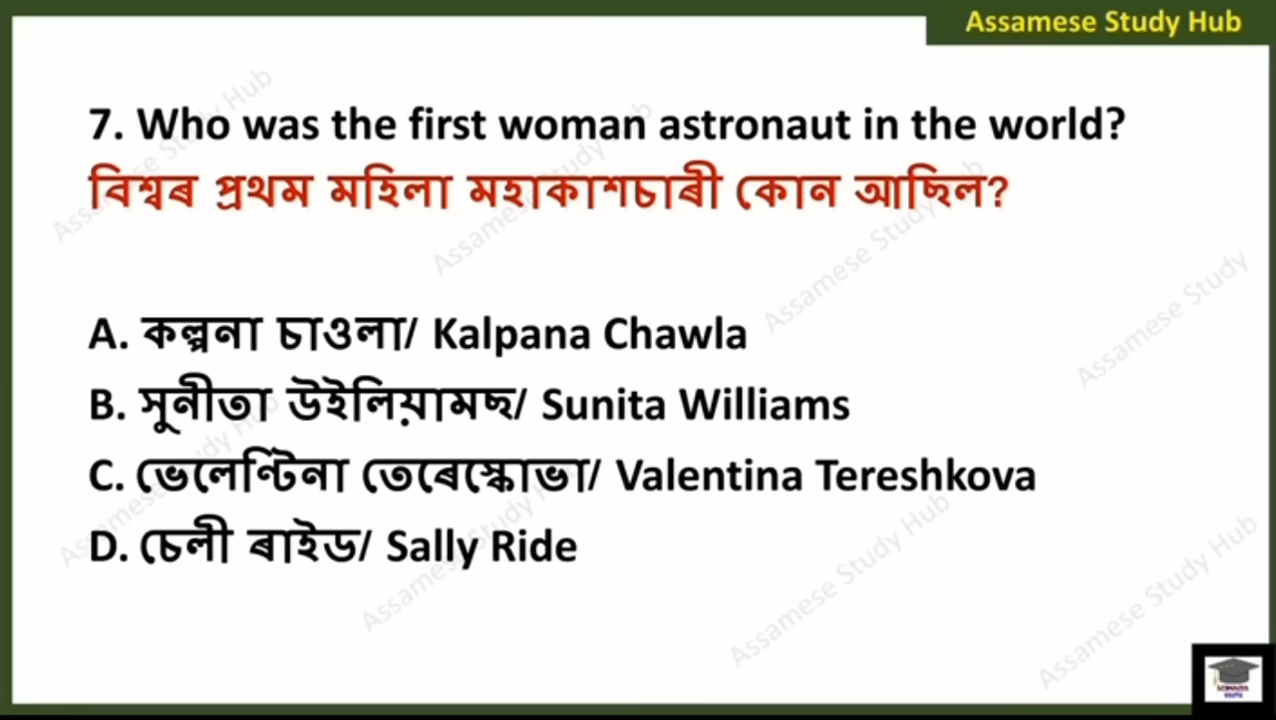 Assamese Study Hub
7. Who was the first woman astronaut in the world?
বিশ্বৰ প্ৰথম মহিলা মহাকাশচাৰী কোন আছিল?
A. কল্পনা চাওলা/ Kalpana Chawla
B. সুনীতা উইলিয়ামছ/ Sunita Williams
C. ভেলেণ্টিনা তেৰেস্কোভা/ Valentina Tereshkova
D. চেলী ৰাইড/ Sally Ride